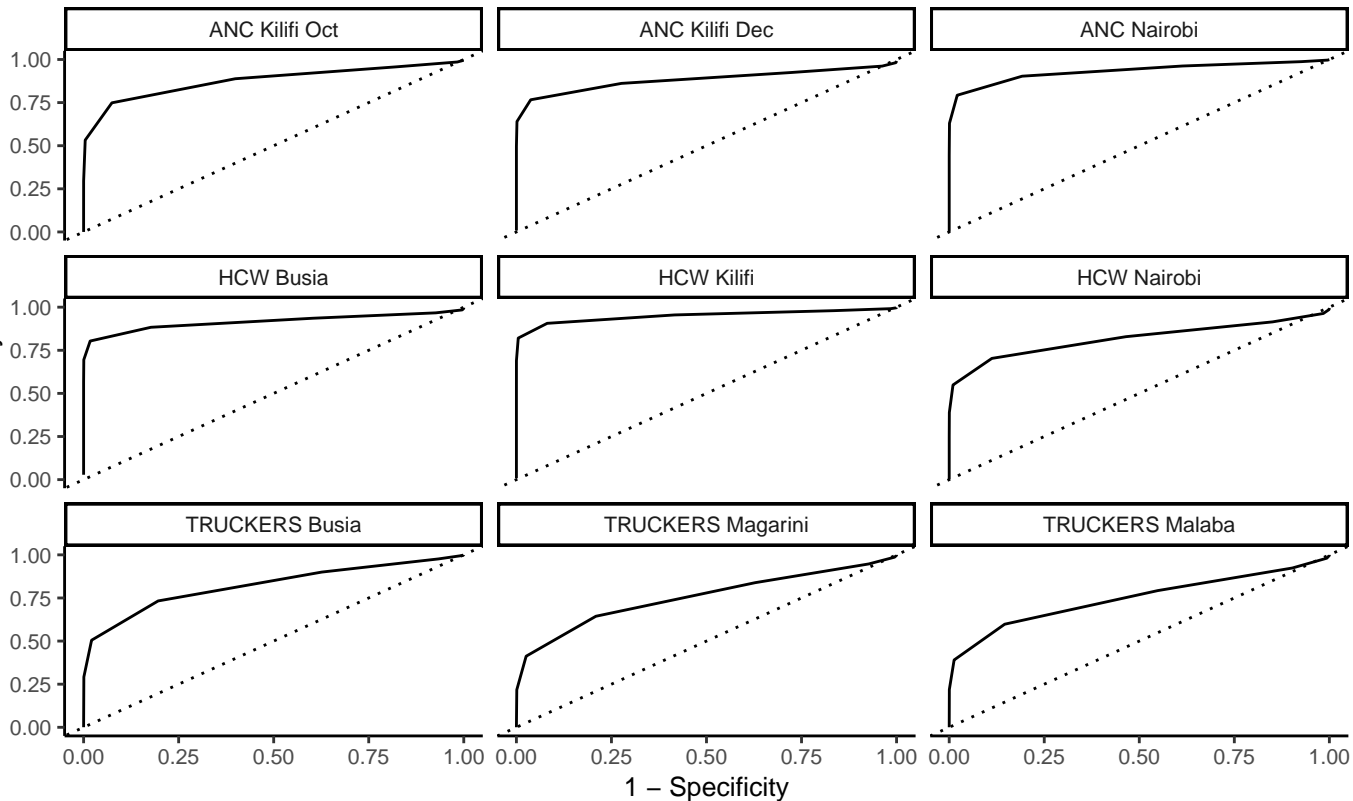 ANC Kilifi Oct
ANC Kilifi Dec
ANC Nairobi
1.00
0.75
0.50
0.25
0.00
HCW Busia
HCW Kilifi
HCW Nairobi
1.00
0.75
0.50
0.25
0.00
TRUCKERS Busia
TRUCKERS Magarini
TRUCKERS Malaba
1.00
0.75
0.50
0.25
0.00
0.00 0.25 0.50 0.75 1.00
0.00 0.25 0.50 0.75 1.00
0.00 0.25 0.50 0.75 1.00
1 − Specificity